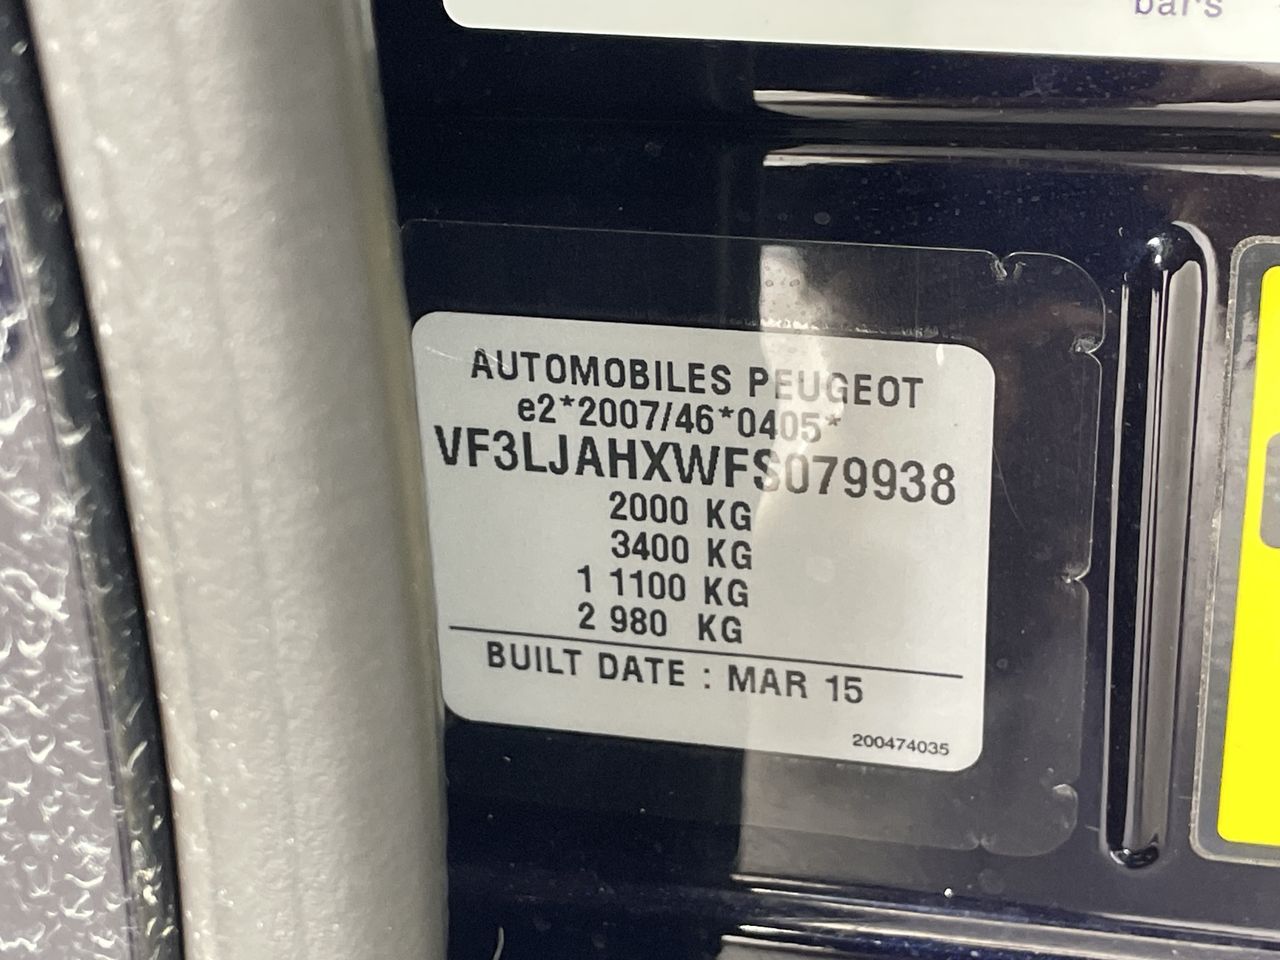 bars
AUTOMOBILES PEUGEOT
e2*2007/46*0405*
VF3LJAHXWFS079938
2000 KG
3400 KG
1 1100 KG
2 980 KG
BUILT DATE : MAR 15
200474035